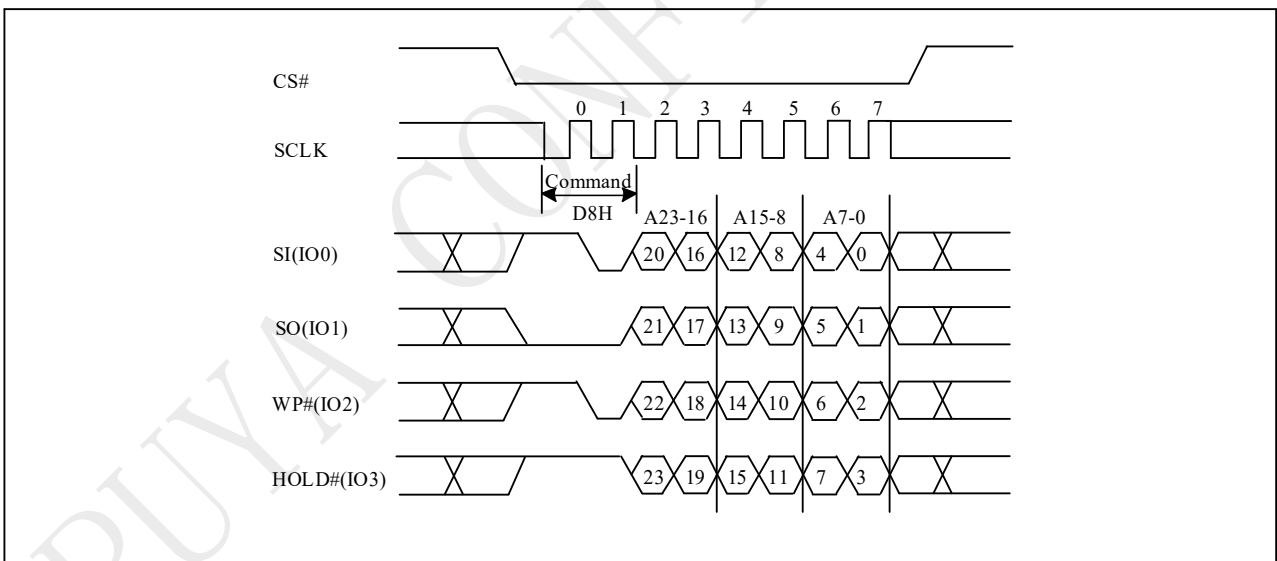 PUYA CONF
CS#
0 1 2 3 4 5 6 7
SCLK
Command
D8H A23-16 A15-8 A7-0
SI(IO0) 20 16 12 8 4 0
SO(IO1) 21 17 13 9 5 1
WP#(IO2) 22 18 14 10 6 2
HOLD#(IO3) 23 19 15 11 7 3